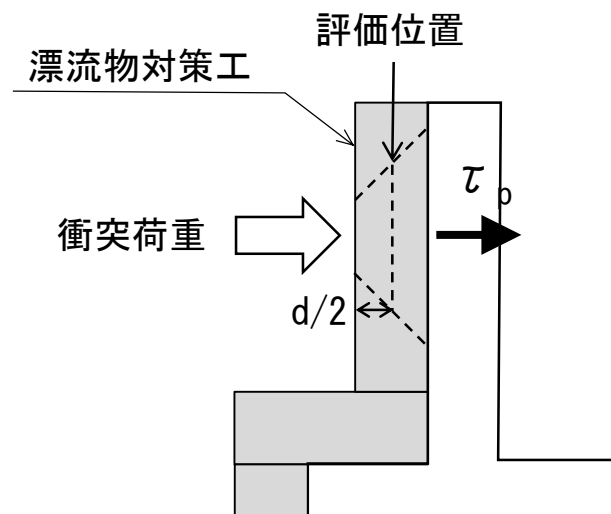 評価位置
漂流物対策工
τp
衝突荷重
d/2